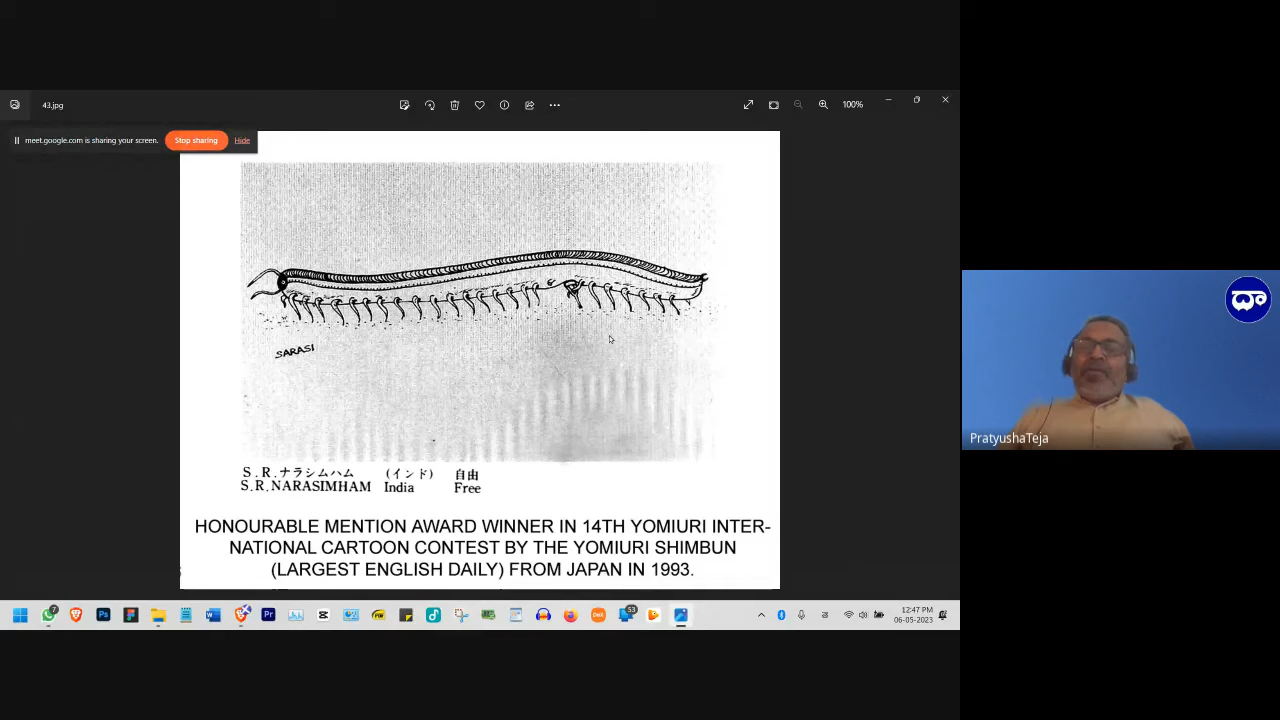 43.jpg
100%
meet.google.com is sharing your screen.
Stop sharing
Hide
SARASI
S.R.ナラシムハム (インド) 自由
S.R.NARASIMHAM India Free
HONOURABLE MENTION AWARD WINNER IN 14TH YOMIURI INTER-
NATIONAL CARTOON CONTEST BY THE YOMIURI SHIMBUN
(LARGEST ENGLISH DAILY) FROM JAPAN IN 1993.
PratyushaTeja
7
53
12:47 PM
06-05-2023